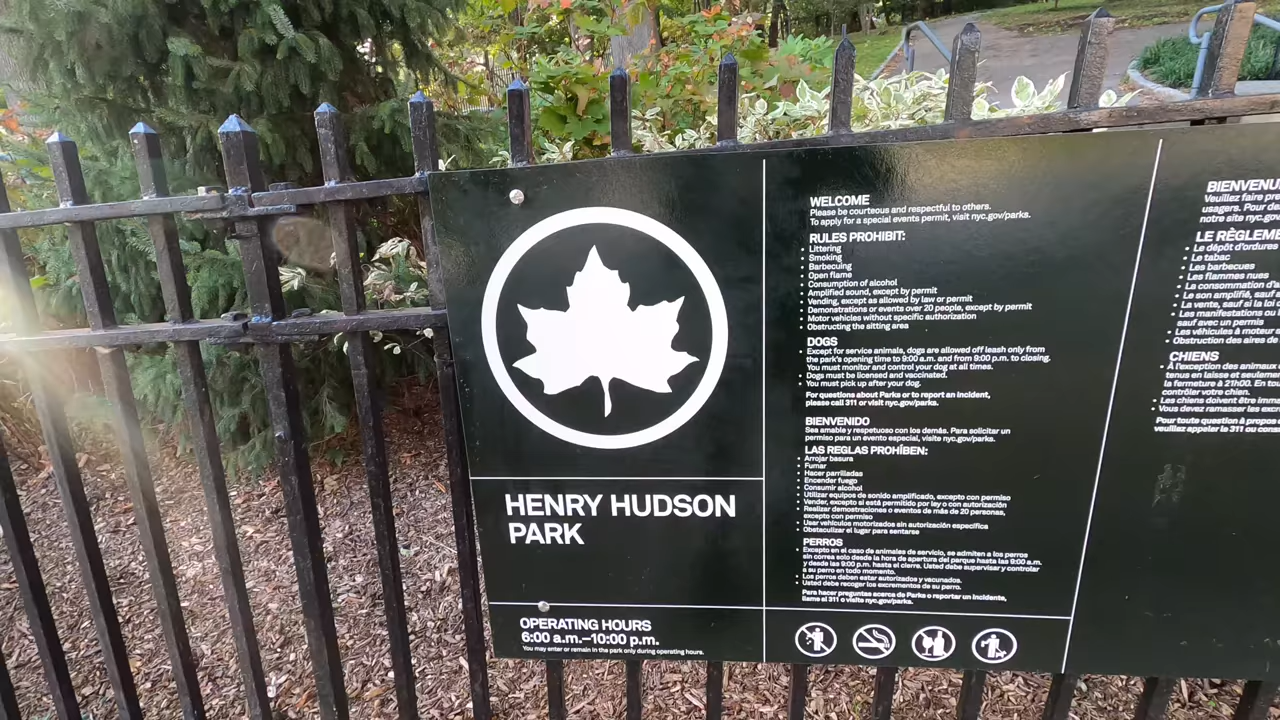 HENRY HUDSON
PARK
OPERATING HOURS
6:00 a.m.–10:00 p.m.
You may enter or remain in the park only during operating hours.
WELCOME
Please be courteous and respectful to others.
To apply for a special events permit, visit nyc.gov/parks.
RULES PROHIBIT:
• Littering
• Smoking
• Barbecuing
• Open flame
• Consumption of alcohol
• Amplified sound, except by permit
• Vending, except as allowed by law or permit
• Demonstrations or events over 20 people, except by permit
• Motor vehicles without specific authorization
• Obstructing the sitting area
DOGS
• Except for service animals, dogs are allowed off leash only from
the park's opening time to 9:00 a.m. and from 9:00 p.m. to closing.
You must monitor and control your dog at all times.
• Dogs must be licensed and vaccinated.
• You must pick up after your dog.
For questions about Parks or to report an incident,
please call 311 or visit nyc.gov/parks.
BIENVENIDO
Sea amable y respetuoso con los demás. Para solicitar un
permiso para un evento especial, visite nyc.gov/parks.
LAS REGLAS PROHÍBEN:
• Arrojar basura
• Fumar
• Hacer parrilladas
• Encender fuego
• Consumir alcohol
• Utilizar equipos de sonido amplificado, excepto con permiso
• Vender, excepto si está permitido por ley o con autorización
• Realizar demostraciones o eventos de más de 20 personas,
excepto con permiso
• Usar vehículos motorizados sin autorización específica
• Obstaculizar el lugar para sentarse
PERROS
• Excepto en el caso de animales de servicio, se admiten a los perros
sin correa solo desde la hora de apertura del parque hasta las 9:00 a.m.
y desde las 9:00 p.m. hasta el cierre. Usted debe supervisar y controlar
a su perro en todo momento.
• Los perros deben estar autorizados y vacunados.
• Usted debe recoger los excrementos de su perro.
Para hacer preguntas acerca de Parks o reportar un incidente,
llame al 311 o visite nyc.gov/parks.
BIENVENU
Veuillez faire pre
usagers. Pour de
notre site nyc.gov
LE RÈGLEME
• Le dépôt d'ordures
• Le tabac
• Les barbecues
• Les flammes nues
• La consommation d'a
• Le son amplifié, sauf
• La vente, sauf si la loi
• Les manifestations ou
sauf avec un permis
• Les véhicules à moteur
• Obstruction des aires de
CHIENS
• À l'exception des animaux
tenus en laisse et seulement
la fermeture à 21h00. En tou
contrôler votre chien.
• Les chiens doivent être imma
• Vous devez ramasser les exc
Pour toute question à propos
veuillez appeler le 311 ou cons